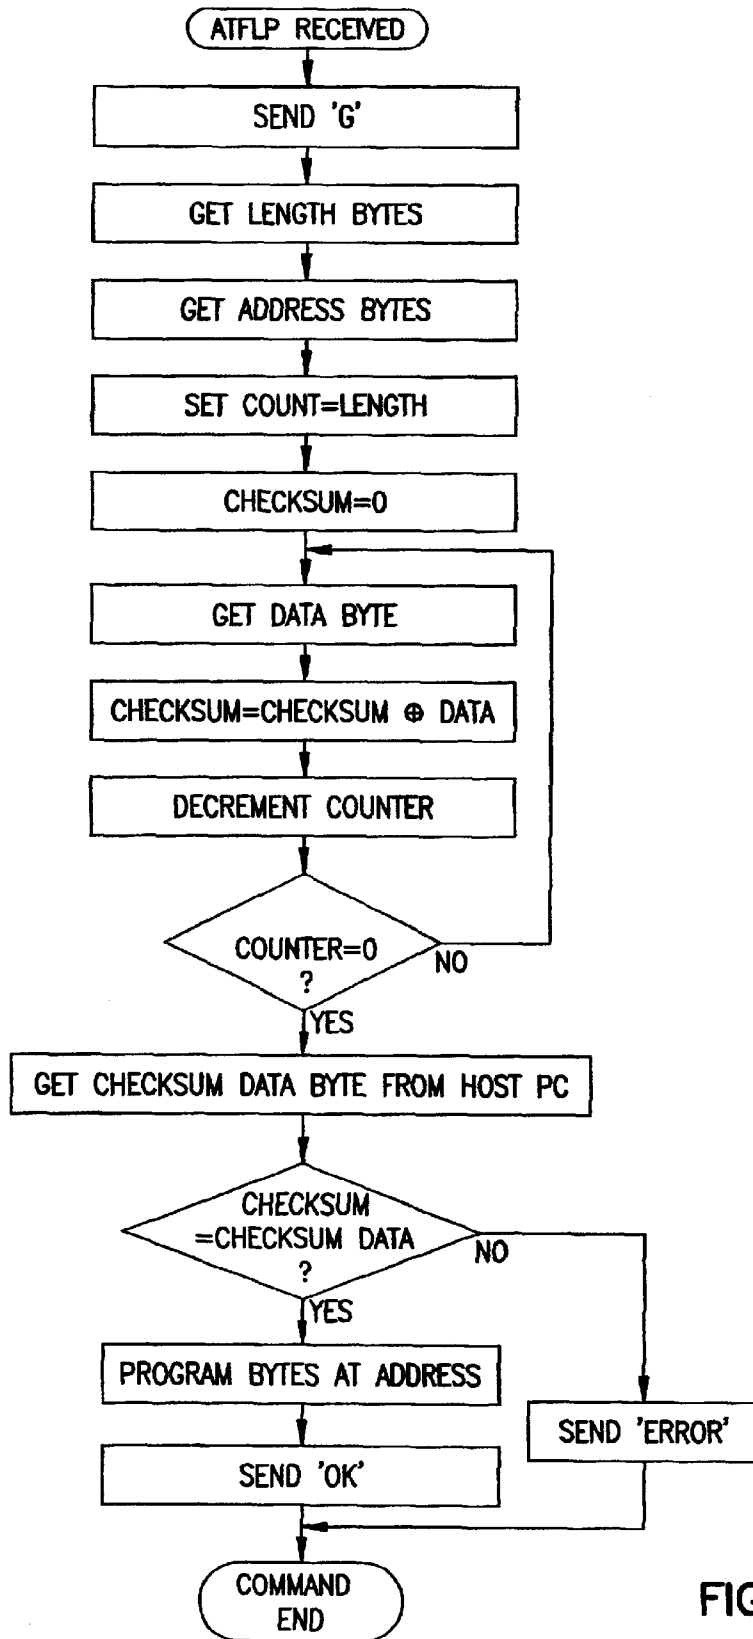 ATFLP RECEIVED
SEND 'G'
GET LENGTH BYTES
GET ADDRESS BYTES
SET COUNT=LENGTH
CHECKSUM=0
GET DATA BYTE
CHECKSUM=CHECKSUM ⊕ DATA
DECREMENT COUNTER
COUNTER=0
?
NO
YES
GET CHECKSUM DATA BYTE FROM HOST PC
CHECKSUM
=CHECKSUM DATA
?
NO
YES
PROGRAM BYTES AT ADDRESS
SEND 'ERROR'
SEND 'OK'
COMMAND
END
FIG